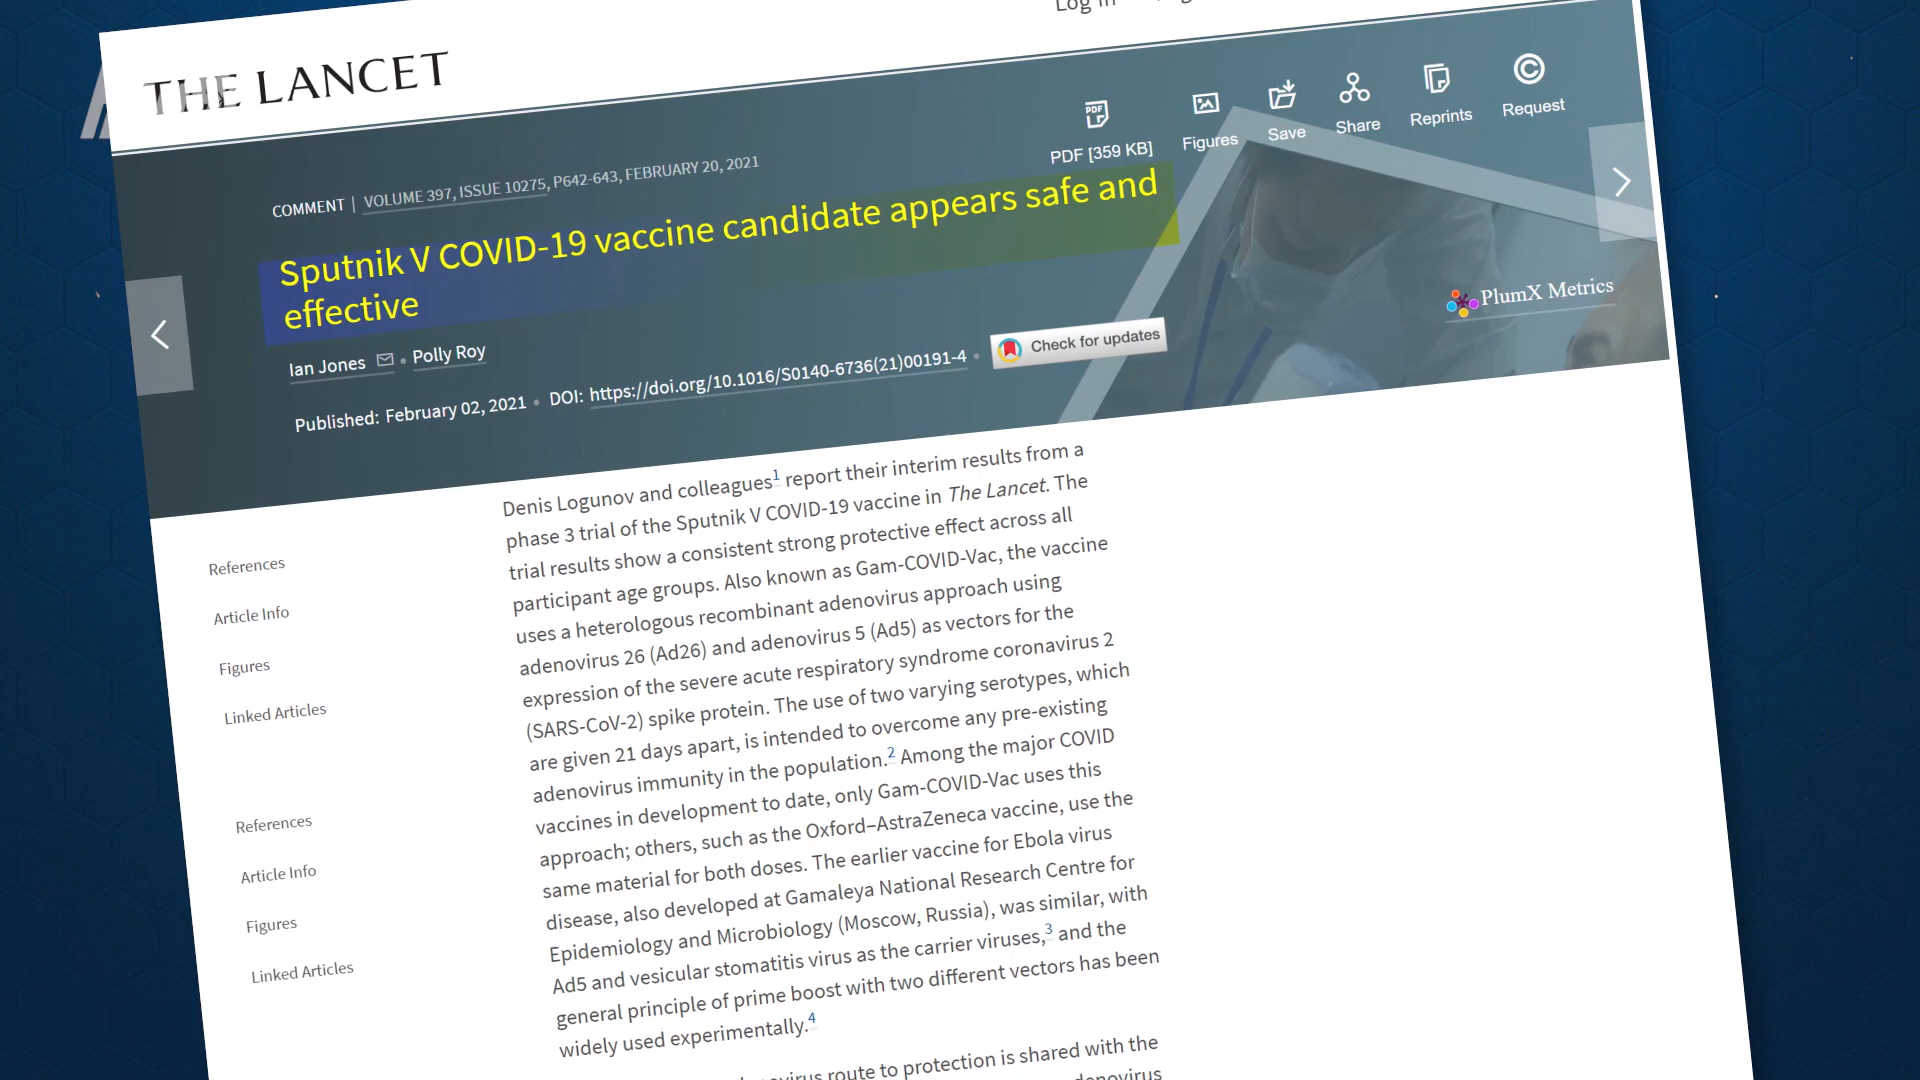 THE LANCET
Log in
PDF [359 KB]
Figures
Save
Share
Reprints
Request
COMMENT | VOLUME 397, ISSUE 10275, P642-643, FEBRUARY 20, 2021
Sputnik V COVID-19 vaccine candidate appears safe and
effective
Ian Jones • Polly Roy
Published: February 02, 2021 • DOI: https://doi.org/10.1016/S0140-6736(21)00191-4 •
Check for updates
PlumX Metrics
References
Article Info
Figures
Linked Articles
References
Article Info
Figures
Linked Articles
Denis Logunov and colleagues1 report their interim results from a
phase 3 trial of the Sputnik V COVID-19 vaccine in The Lancet. The
trial results show a consistent strong protective effect across all
participant age groups. Also known as Gam-COVID-Vac, the vaccine
uses a heterologous recombinant adenovirus approach using
adenovirus 26 (Ad26) and adenovirus 5 (Ad5) as vectors for the
expression of the severe acute respiratory syndrome coronavirus 2
(SARS-CoV-2) spike protein. The use of two varying serotypes, which
are given 21 days apart, is intended to overcome any pre-existing
adenovirus immunity in the population.2 Among the major COVID
vaccines in development to date, only Gam-COVID-Vac uses this
approach; others, such as the Oxford–AstraZeneca vaccine, use the
same material for both doses. The earlier vaccine for Ebola virus
disease, also developed at Gamaleya National Research Centre for
Epidemiology and Microbiology (Moscow, Russia), was similar, with
Ad5 and vesicular stomatitis virus as the carrier viruses,3 and the
general principle of prime boost with two different vectors has been
widely used experimentally.4
route to protection is shared with the